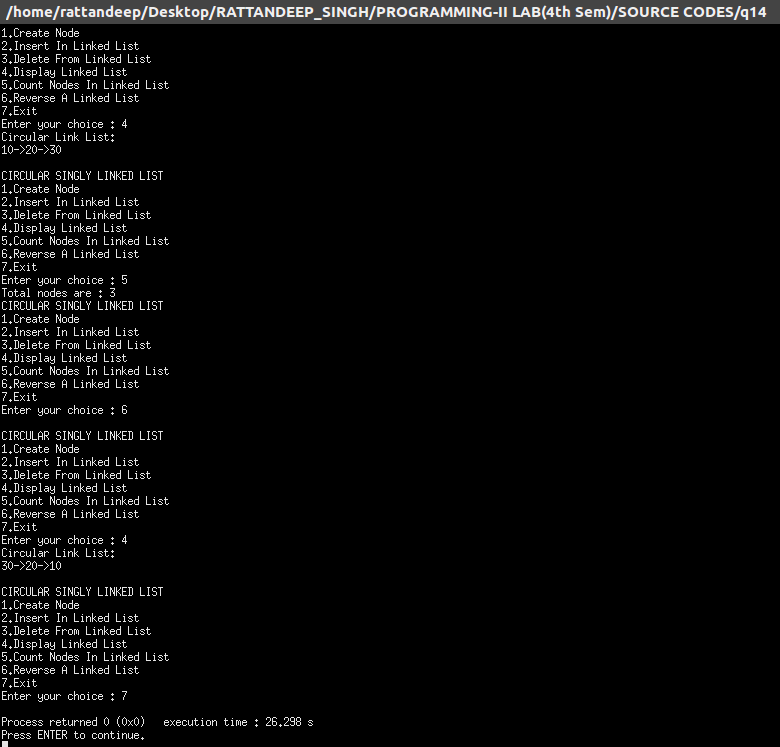 /home/rattandeep/Desktop/RATTANDEEP_SINGH/PROGRAMMING-II LAB(4th Sem)/SOURCE CODES/q14
1.Create Node
2.Insert In Linked List
3.Delete From Linked List
4.Display Linked List
5.Count Nodes In Linked List
6.Reverse A Linked List
7.Exit
Enter your choice : 4
Circular Link List:
10->20->30
CIRCULAR SINGLY LINKED LIST
1.Create Node
2.Insert In Linked List
3.Delete From Linked List
4.Display Linked List
5.Count Nodes In Linked List
6.Reverse A Linked List
7.Exit
Enter your choice : 5
Total nodes are : 3
CIRCULAR SINGLY LINKED LIST
1.Create Node
2.Insert In Linked List
3.Delete From Linked List
4.Display Linked List
5.Count Nodes In Linked List
6.Reverse A Linked List
7.Exit
Enter your choice : 6
CIRCULAR SINGLY LINKED LIST
1.Create Node
2.Insert In Linked List
3.Delete From Linked List
4.Display Linked List
5.Count Nodes In Linked List
6.Reverse A Linked List
7.Exit
Enter your choice : 4
Circular Link List:
30->20->10
CIRCULAR SINGLY LINKED LIST
1.Create Node
2.Insert In Linked List
3.Delete From Linked List
4.Display Linked List
5.Count Nodes In Linked List
6.Reverse A Linked List
7.Exit
Enter your choice : 7
Process returned 0 (0x0)   execution time : 26.298 s
Press ENTER to continue.